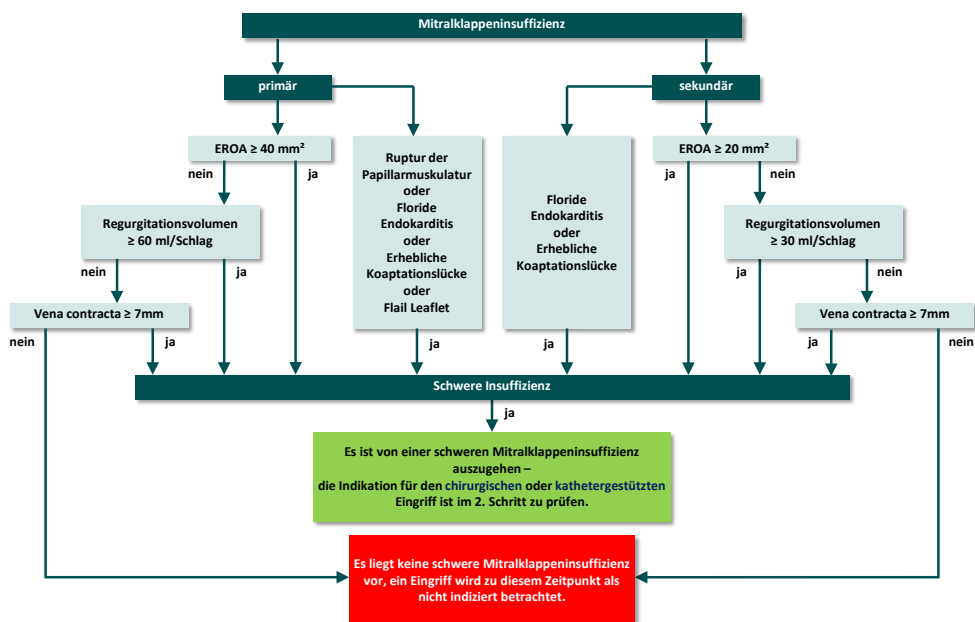 Mitralklappeninsuffizienz
primär
sekundär
EROA ≥ 40 mm²
nein
ja
Regurgitationsvolumen
≥ 60 ml/Schlag
nein
ja
Vena contracta ≥ 7mm
nein
ja
Ruptur der
Papillarmuskulatur
oder
Floride
Endokarditis
oder
Erhebliche
Koaptationslücke
oder
Flail Leaflet
ja
Floride
Endokarditis
oder
Erhebliche
Koaptationslücke
ja
EROA ≥ 20 mm²
ja
nein
Regurgitationsvolumen
≥ 30 ml/Schlag
ja
nein
Vena contracta ≥ 7mm
ja
nein
Schwere Insuffizienz
ja
Es ist von einer schweren Mitralklappeninsuffizienz
auszugehen –
die Indikation für den chirurgischen oder kathetergestützten
Eingriff ist im 2. Schritt zu prüfen.
Es liegt keine schwere Mitralklappeninsuffizienz
vor, ein Eingriff wird zu diesem Zeitpunkt als
nicht indiziert betrachtet.